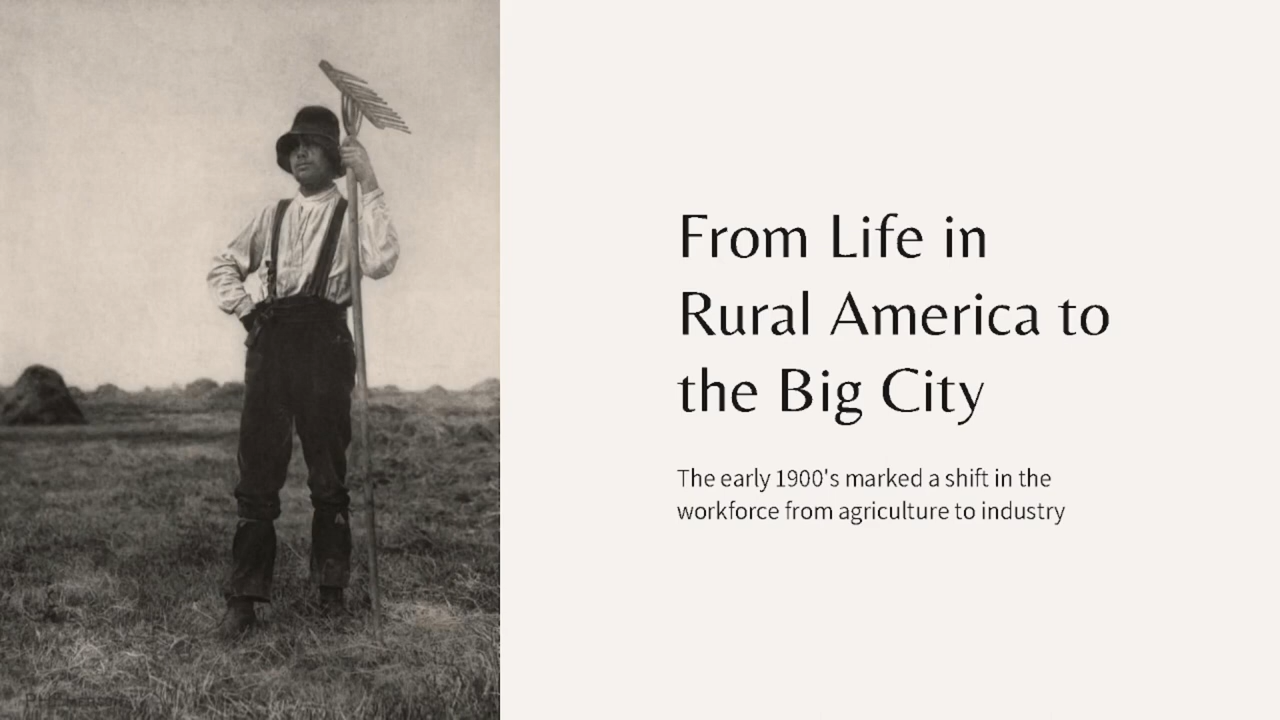 From Life in
Rural America to
the Big City
The early 1900's marked a shift in the
workforce from agriculture to industry